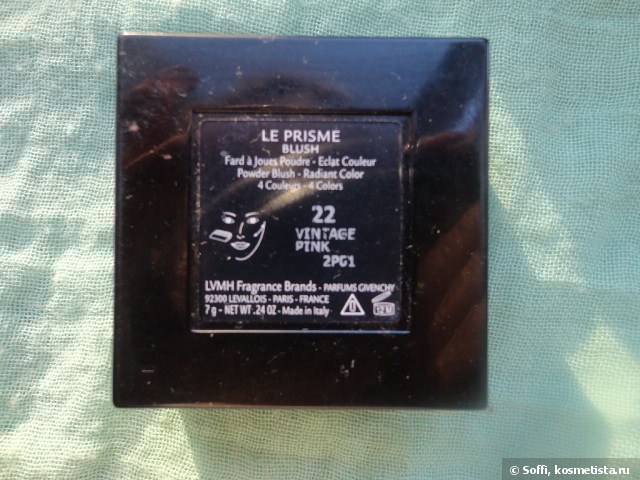 LE PRISME
BLUSH
Fard à Joues Poudre - Eclat Couleur
Powder Blush - Radiant Color
4 Couleurs - 4 Colors
22
VINTAGE
PINK
2PG1
LVMH Fragrance Brands - PARFUMS GIVENCHY
92300 LEVALLOIS - PARIS - FRANCE
7 g - NET WT .24 OZ - Made in Italy
12 M
© Soffi, kosmetista.ru